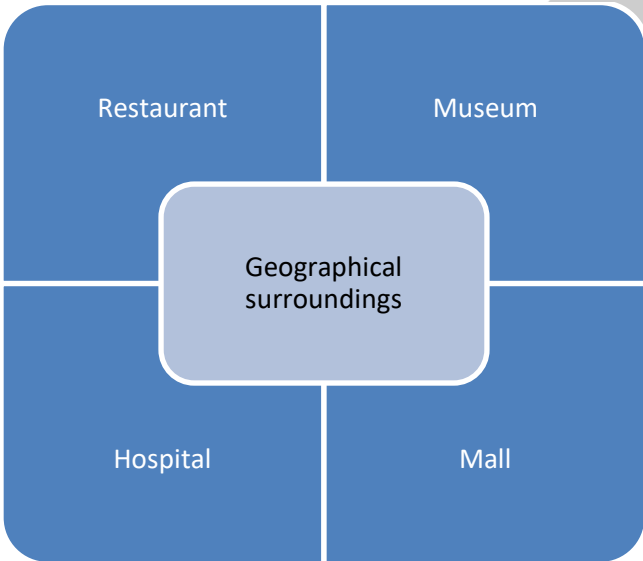 Restaurant
Museum
Geographical
surroundings
Hospital
Mall